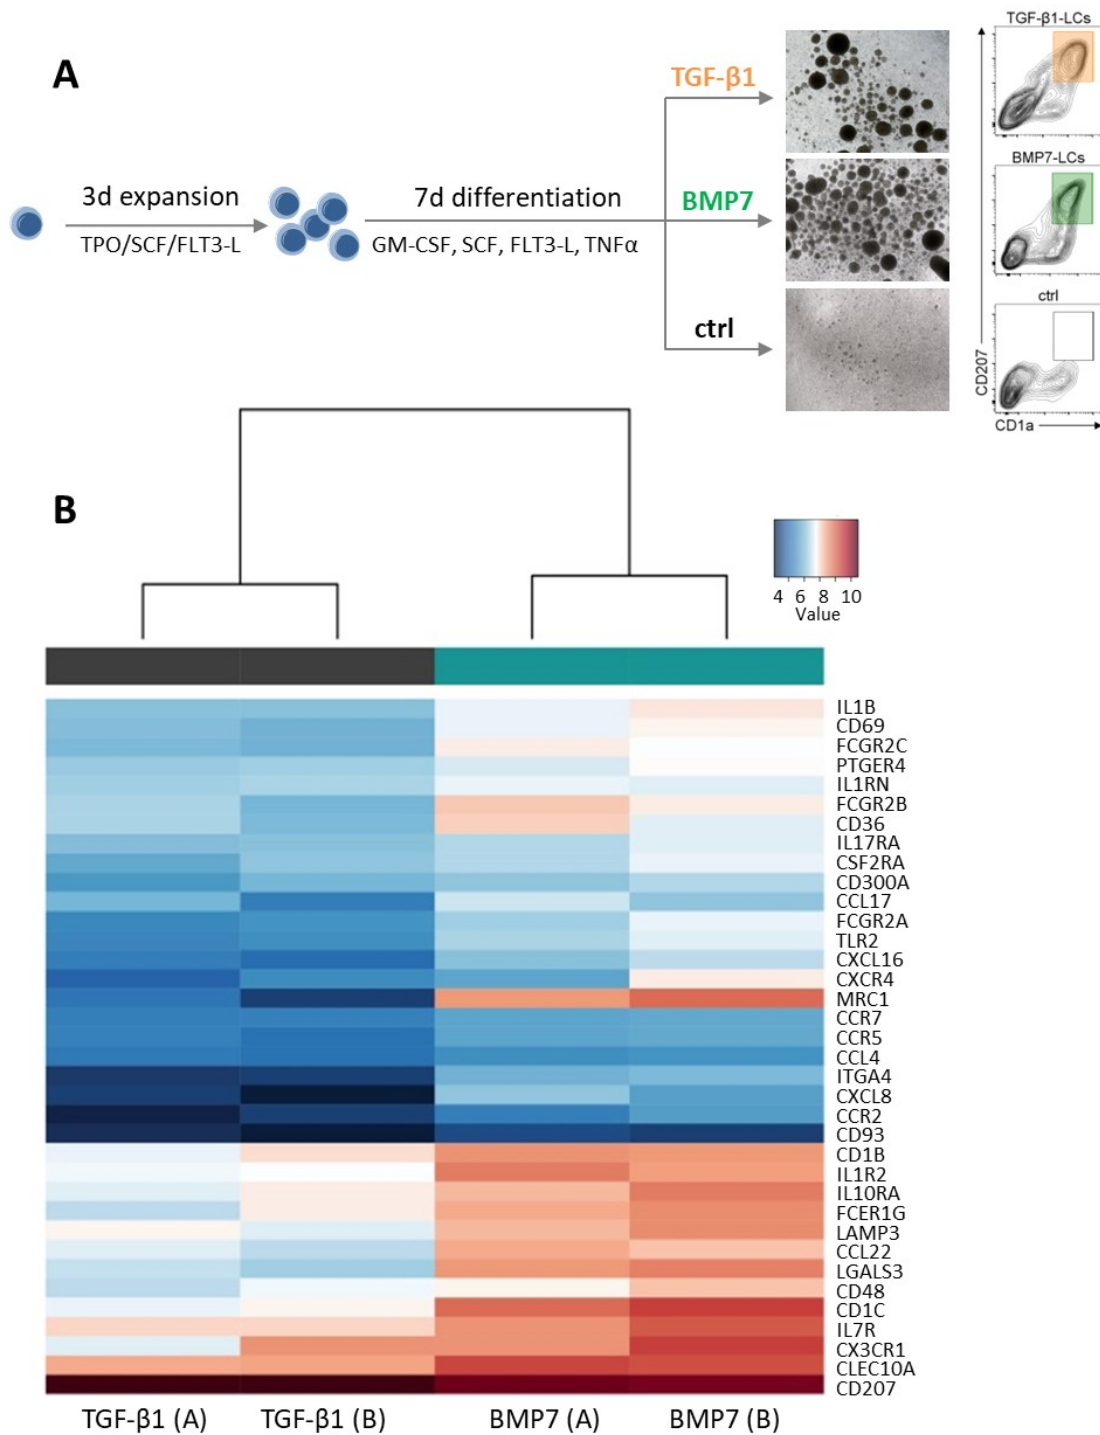 A
TGF-β1
BMP7
ctrl
3d expansion
TPO/SCF/FLT3-L
7d differentiation
GM-CSF, SCF, FLT3-L, TNFα
TGF-β1-LCs
BMP7-LCs
ctrl
CD207
CD1a
B
4 6 8 10
Value
IL1B
CD69
FCGR2C
PTGER4
IL1RN
FCGR2B
CD36
IL17RA
CSF2RA
CD300A
CCL17
FCGR2A
TLR2
CXCL16
CXCR4
MRC1
CCR7
CCR5
CCL4
ITGA4
CXCL8
CCR2
CD93
CD1B
IL1R2
IL10RA
FCER1G
LAMP3
CCL22
LGALS3
CD48
CD1C
IL7R
CX3CR1
CLEC10A
CD207
TGF-β1 (A) TGF-β1 (B) BMP7 (A) BMP7 (B)